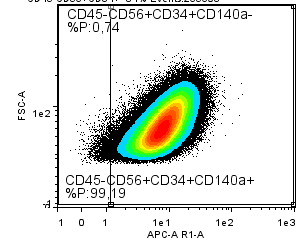 CD45-CD56+CD34+CD140a-
%P:0,74
FSC-A
1e2
-4
CD45-CD56+CD34+CD140a+
%P:99,19
1 0 1 1e1 1e2 1e3
APC-A R1-A